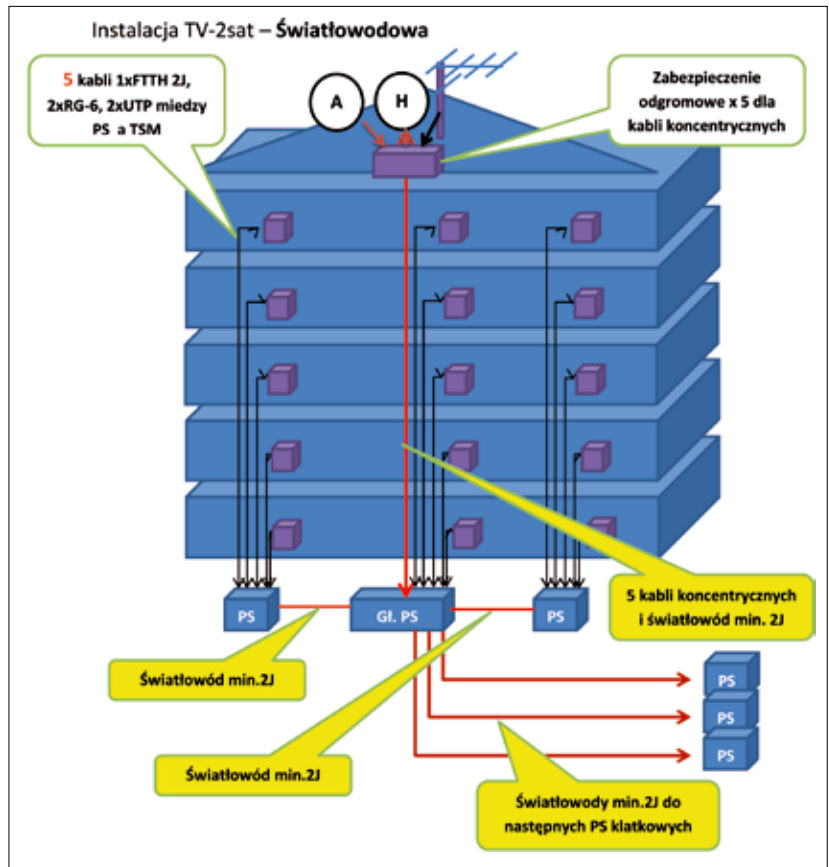 Instalacja TV-2sat – Światłowodowa
5 kabli 1xFTTH 2J,
2xRG-6, 2xUTP miedzy
PS a TSM
A
H
Zabezpieczenie
odgromowe x 5 dla
kabli koncentrycznych
5 kabli koncentrycznych
i światłowód min. 2J
PS
Gł. PS
PS
Światłowód min.2J
Światłowód min.2J
PS
PS
PS
Światłowody min.2J do
następnych PS klatkowych